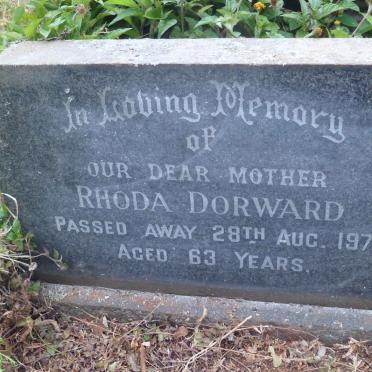 In Loving Memory
of
OUR DEAR MOTHER
RHODA DORWARD
PASSED AWAY 28TH AUG. 197
AGED 63 YEARS.